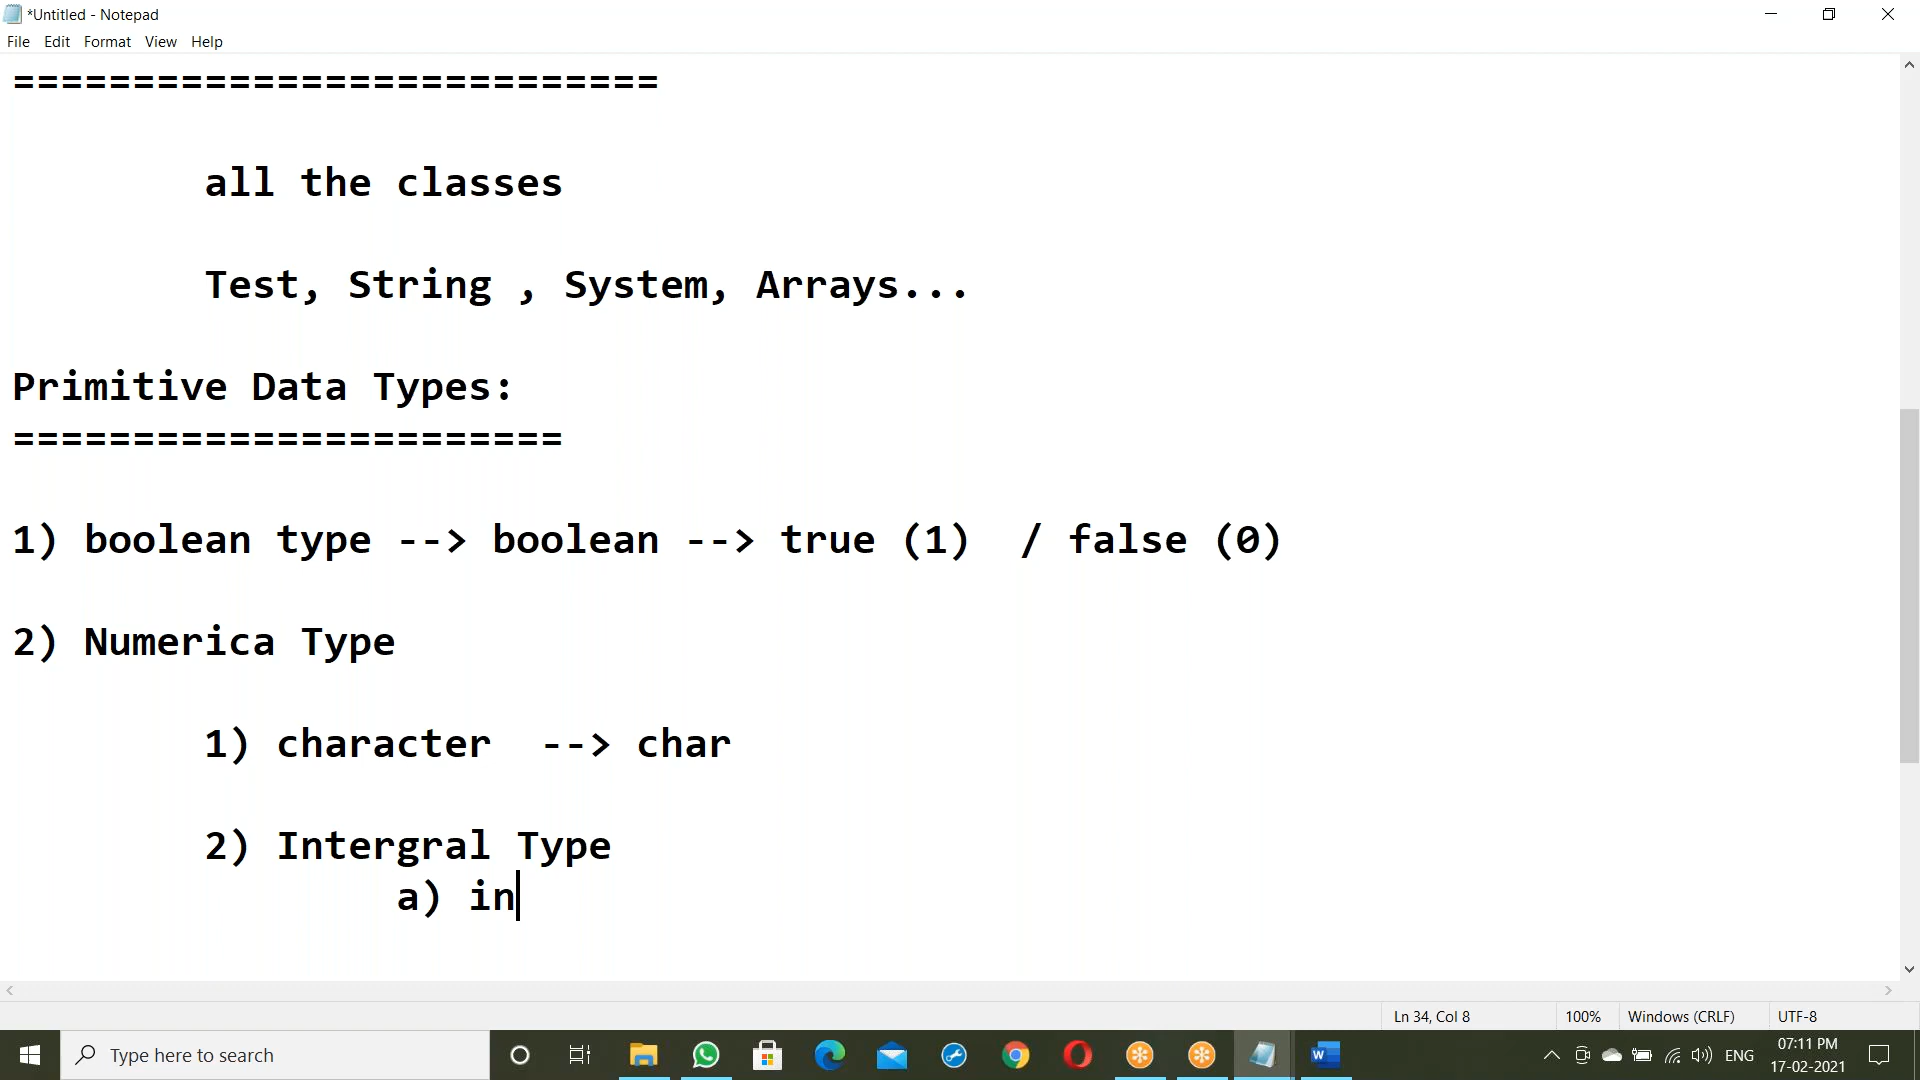 *Untitled - Notepad
File Edit Format View Help
===========================
all the classes
Test, String , System, Arrays...
Primitive Data Types:
=======================
1) boolean type --> boolean --> true (1)  / false (0)
2) Numerica Type
1) character  --> char
2) Intergral Type
a) in
Ln 34, Col 8 100% Windows (CRLF) UTF-8
Type here to search
ENG
07:11 PM
17-02-2021